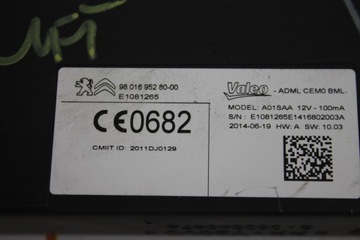 98 016 952 80-00
E1081265
CE0682
CMIIT ID: 2011DJ0129
Valeo - ADML CEM0 BML-
MODEL: A01SAA 12V - 100mA
S/N : E1081265E1416802003A
2014-06-19 HW: A SW: 10.03